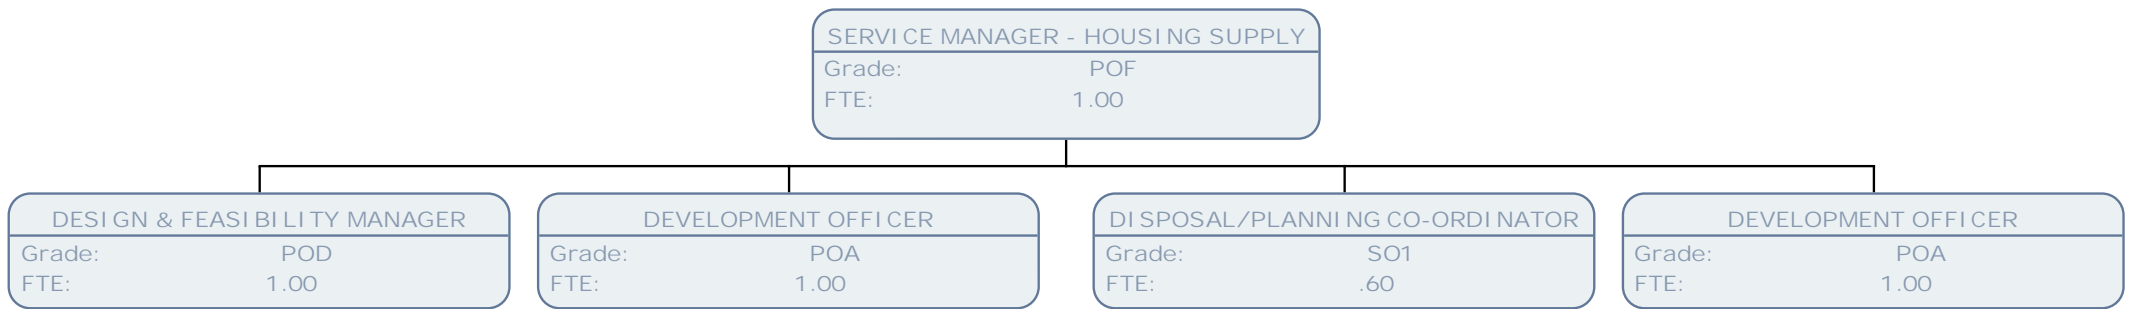 SERVICE MANAGER - HOUSING SUPPLY
Grade: POF
FTE: 1.00
DESIGN & FEASIBILITY MANAGER
Grade: POD
FTE: 1.00
DEVELOPMENT OFFICER
Grade: POA
FTE: 1.00
DISPOSAL/PLANNING CO-ORDINATOR
Grade: SO1
FTE: .60
DEVELOPMENT OFFICER
Grade: POA
FTE: 1.00